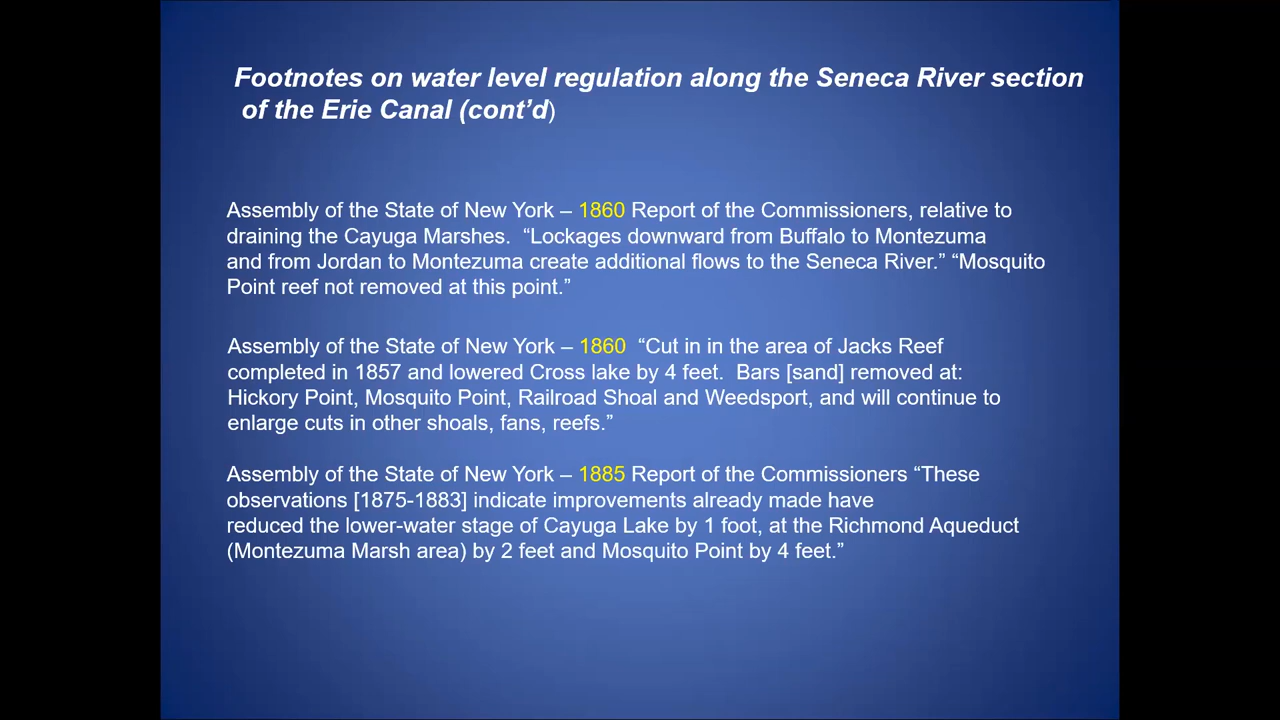 Footnotes on water level regulation along the Seneca River section
of the Erie Canal (cont’d)
Assembly of the State of New York – 1860 Report of the Commissioners, relative to
draining the Cayuga Marshes.  “Lockages downward from Buffalo to Montezuma
and from Jordan to Montezuma create additional flows to the Seneca River.” “Mosquito
Point reef not removed at this point.”
Assembly of the State of New York – 1860  “Cut in in the area of Jacks Reef
completed in 1857 and lowered Cross lake by 4 feet.  Bars [sand] removed at:
Hickory Point, Mosquito Point, Railroad Shoal and Weedsport, and will continue to
enlarge cuts in other shoals, fans, reefs.”
Assembly of the State of New York – 1885 Report of the Commissioners “These
observations [1875-1883] indicate improvements already made have
reduced the lower-water stage of Cayuga Lake by 1 foot, at the Richmond Aqueduct
(Montezuma Marsh area) by 2 feet and Mosquito Point by 4 feet.”